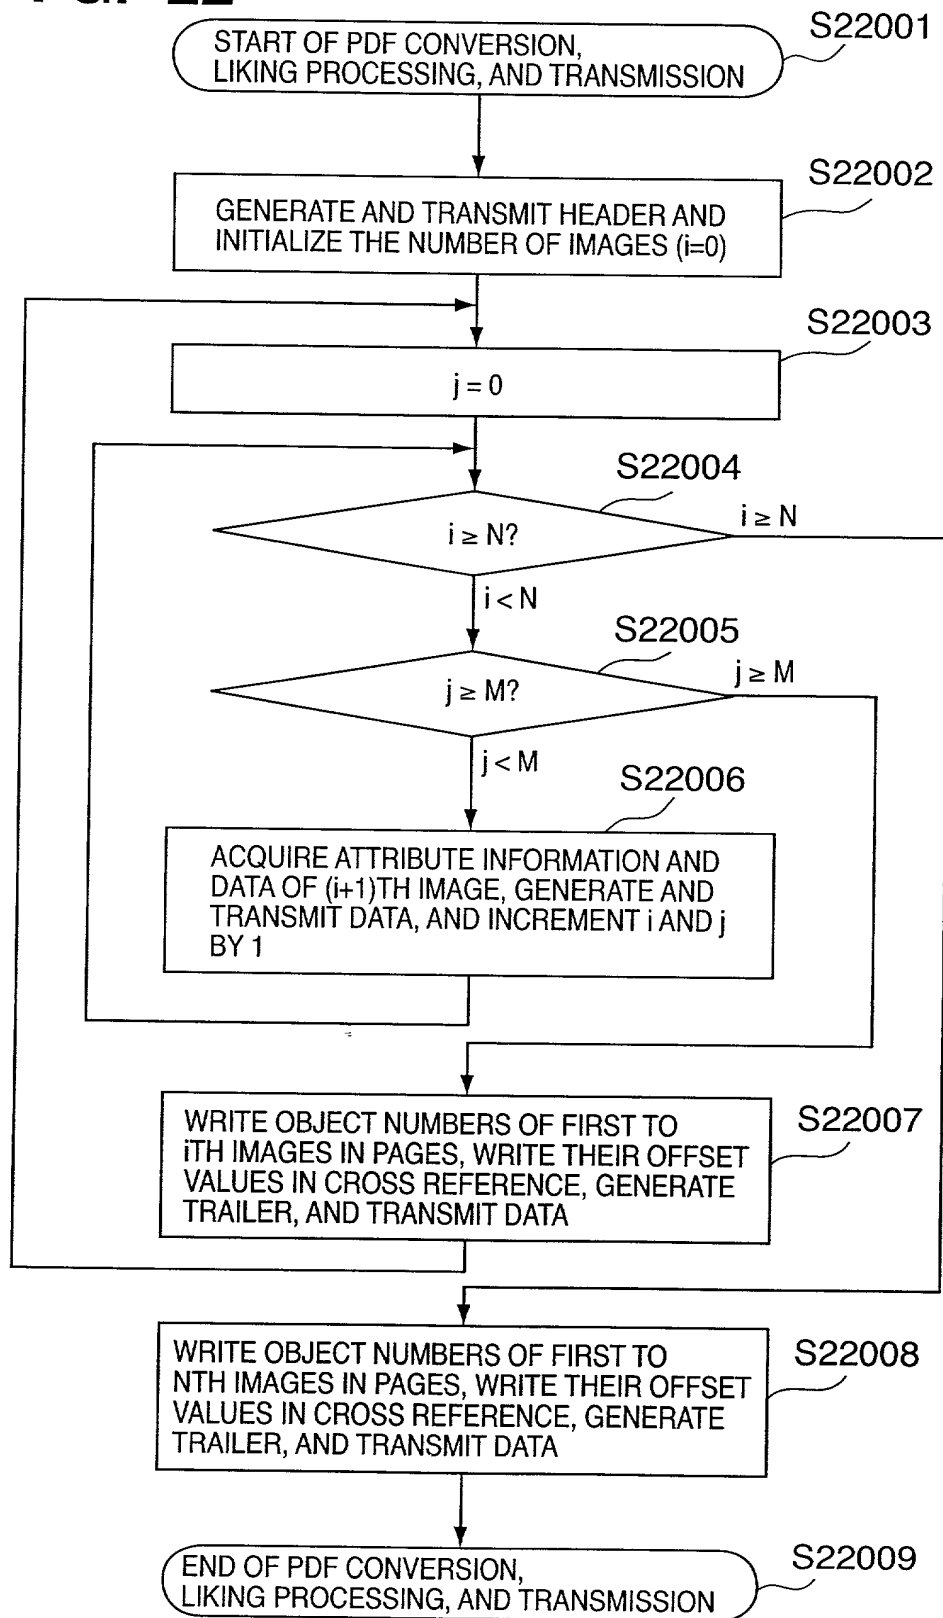 START OF PDF CONVERSION,
LIKING PROCESSING, AND TRANSMISSION
S22001
GENERATE AND TRANSMIT HEADER AND
INITIALIZE THE NUMBER OF IMAGES (i=0)
S22002
j = 0
S22003
i ≥ N?
S22004
i ≥ N
i < N
j ≥ M?
S22005
j ≥ M
j < M
S22006
ACQUIRE ATTRIBUTE INFORMATION AND
DATA OF (i+1)TH IMAGE, GENERATE AND
TRANSMIT DATA, AND INCREMENT i AND j
BY 1
WRITE OBJECT NUMBERS OF FIRST TO
iTH IMAGES IN PAGES, WRITE THEIR OFFSET
VALUES IN CROSS REFERENCE, GENERATE
TRAILER, AND TRANSMIT DATA
S22007
WRITE OBJECT NUMBERS OF FIRST TO
NTH IMAGES IN PAGES, WRITE THEIR OFFSET
VALUES IN CROSS REFERENCE, GENERATE
TRAILER, AND TRANSMIT DATA
S22008
END OF PDF CONVERSION,
LIKING PROCESSING, AND TRANSMISSION
S22009